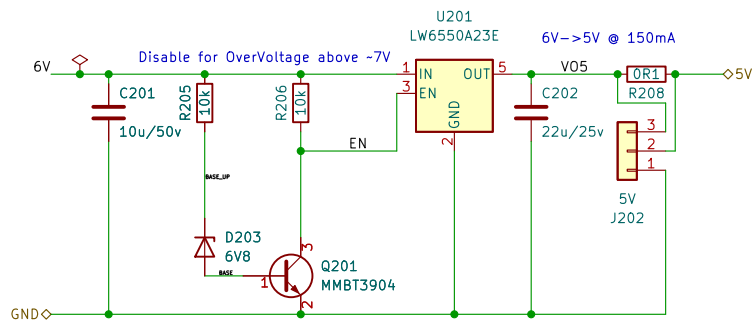 U201
LW6550A23E
Disable for OverVoltage above ~7V
6V->5V @ 150mA
6V
1 IN
OUT 5
VO5
0R1
5V
3 EN
GND
2
R205
10k
R206
10k
C201
10u/50v
C202
22u/25v
R208
3
2
1
EN
5V
J202
BASE_UP
D203
6V8
BASE
1
3
Q201
MMBT3904
2
GND